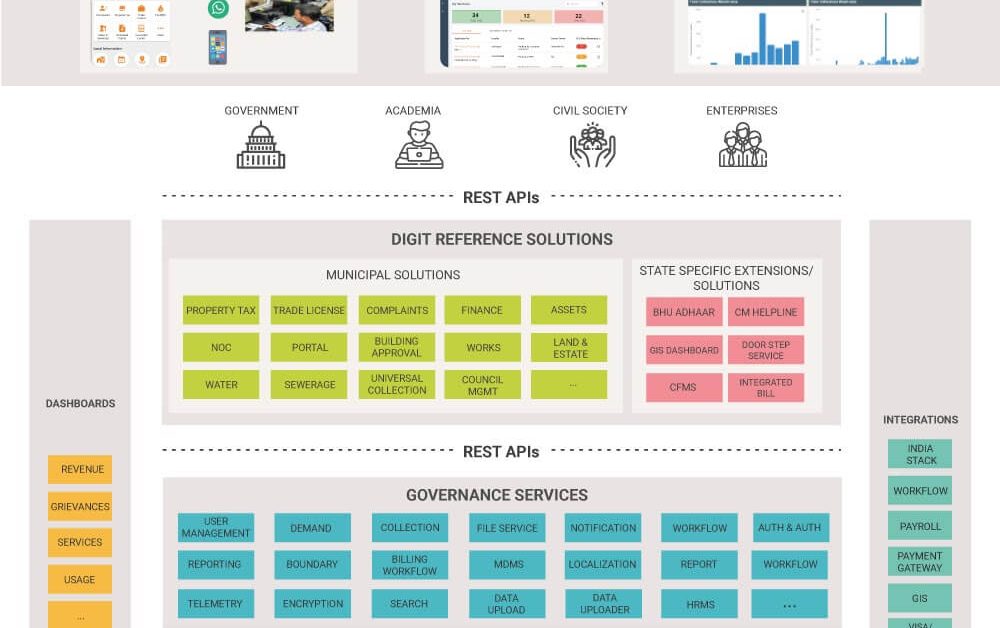 34
12
22
GOVERNMENT
ACADEMIA
CIVIL SOCIETY
ENTERPRISES
REST APIs
DIGIT REFERENCE SOLUTIONS
MUNICIPAL SOLUTIONS
STATE SPECIFIC EXTENSIONS/
SOLUTIONS
PROPERTY TAX
TRADE LICENSE
COMPLAINTS
FINANCE
ASSETS
BHU ADHAAR
CM HELPLINE
NOC
PORTAL
BUILDING
APPROVAL
WORKS
LAND &
ESTATE
GIS DASHBOARD
DOOR STEP
SERVICE
WATER
SEWERAGE
UNIVERSAL
COLLECTION
COUNCIL
MGMT
...
CFMS
INTEGRATED
BILL
REST APIs
DASHBOARDS
REVENUE
GRIEVANCES
SERVICES
USAGE
...
GOVERNANCE SERVICES
USER
MANAGEMENT
DEMAND
COLLECTION
FILE SERVICE
NOTIFICATION
WORKFLOW
AUTH & AUTH
REPORTING
BOUNDARY
BILLING
WORKFLOW
MDMS
LOCALIZATION
REPORT
WORKFLOW
TELEMETRY
ENCRYPTION
SEARCH
DATA
UPLOAD
DATA
UPLOADER
HRMS
...
INTEGRATIONS
INDIA
STACK
WORKFLOW
PAYROLL
PAYMENT
GATEWAY
GIS
VISA/